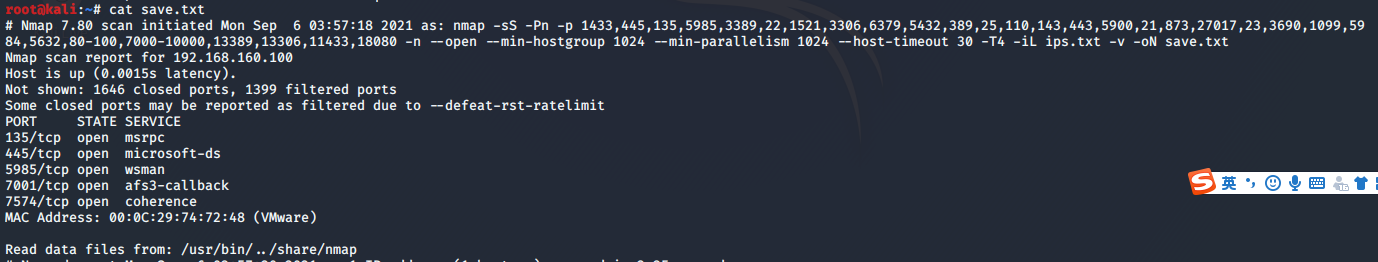 root@kali:~# cat save.txt
# Nmap 7.80 scan initiated Mon Sep  6 03:57:18 2021 as: nmap -sS -Pn -p 1433,445,135,5985,3389,22,1521,3306,6379,5432,389,25,110,143,443,5900,21,873,27017,23,3690,1099,59
84,5632,80-100,7000-10000,13389,13306,11433,18080 -n --open --min-hostgroup 1024 --min-parallelism 1024 --host-timeout 30 -T4 -iL ips.txt -v -oN save.txt
Nmap scan report for 192.168.160.100
Host is up (0.0015s latency).
Not shown: 1646 closed ports, 1399 filtered ports
Some closed ports may be reported as filtered due to --defeat-rst-ratelimit
PORT     STATE SERVICE
135/tcp  open  msrpc
445/tcp  open  microsoft-ds
5985/tcp open  wsman
7001/tcp open  afs3-callback
英
7574/tcp open  coherence
MAC Address: 00:0C:29:74:72:48 (VMware)
Read data files from: /usr/bin/../share/nmap